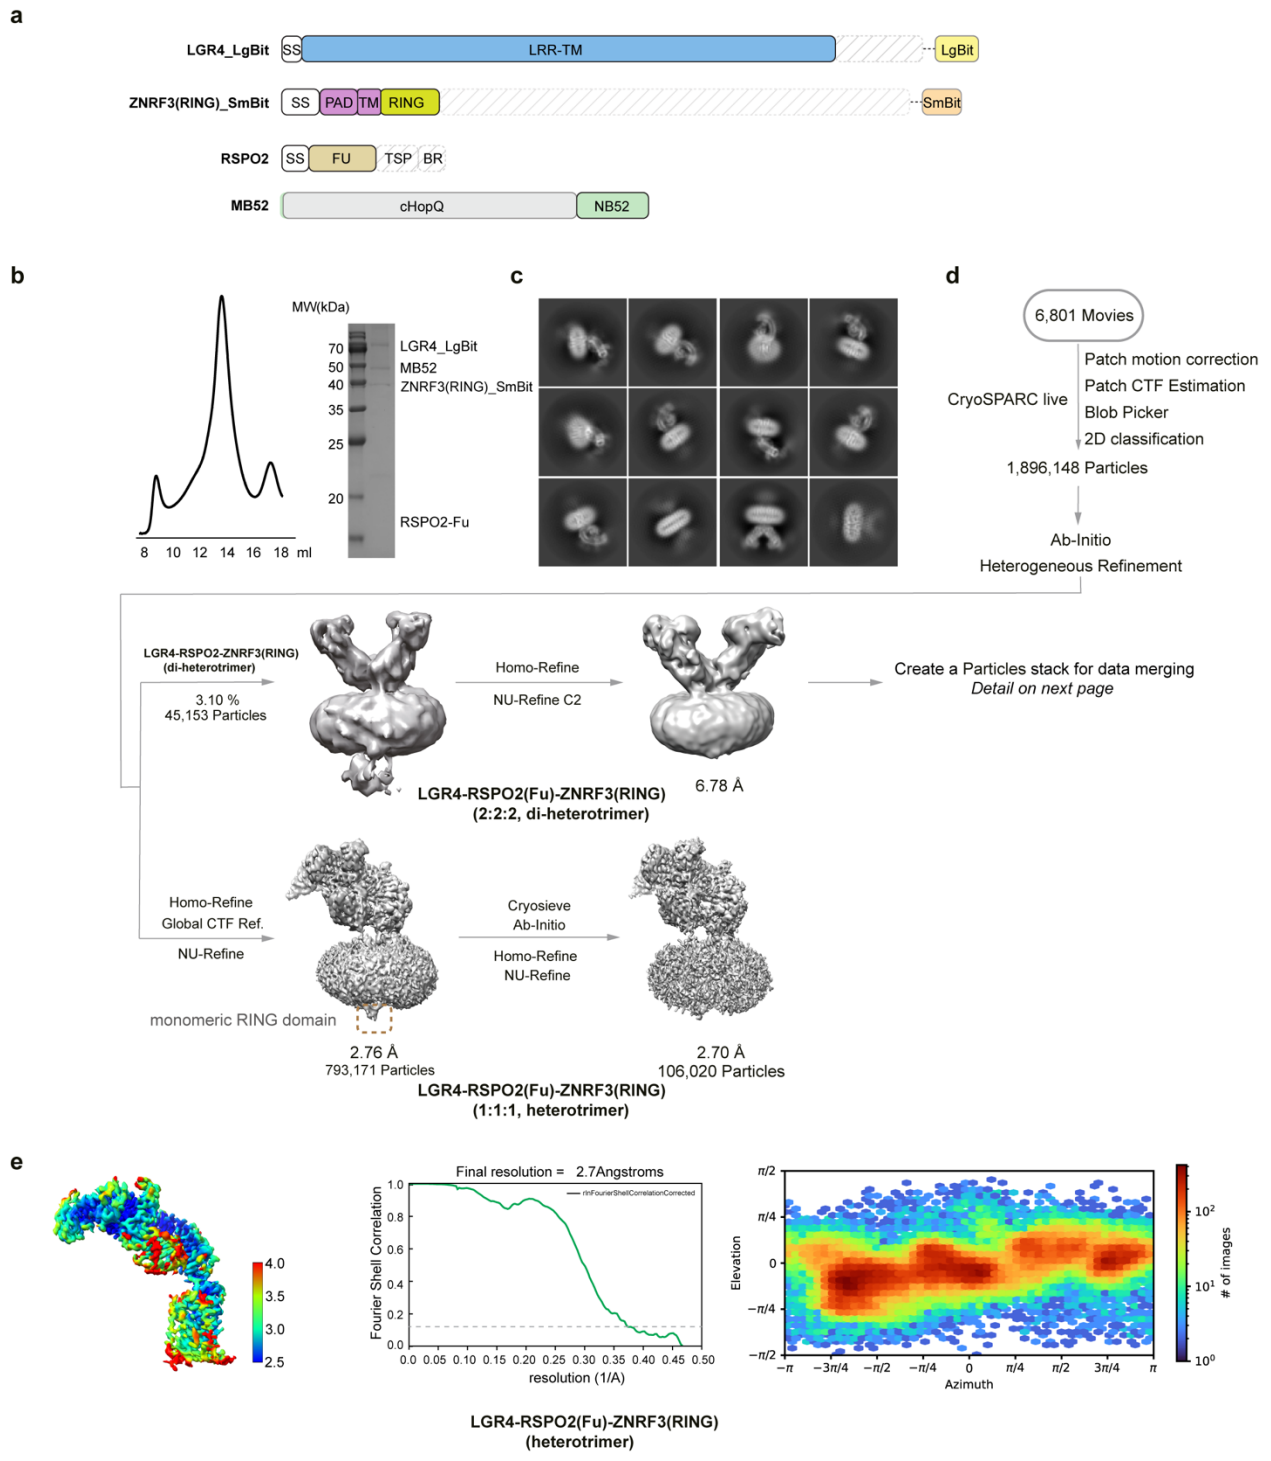 a
LGR4_LgBit
SS
LRR-TM
LgBit
ZNRF3(RING)_SmBit
SS
PAD
TM
RING
SmBit
RSPO2
SS
FU
TSP
BR
MB52
cHopQ
NB52
b
MW(kDa)
70
50
40
35
25
20
LGR4_LgBit
MB52
ZNRF3(RING)_SmBit
RSPO2-Fu
8 10 12 14 16 18 ml
c
d
6,801 Movies
CryoSPARC live
Patch motion correction
Patch CTF Estimation
Blob Picker
2D classification
1,896,148 Particles
Ab-Initio
Heterogeneous Refinement
LGR4-RSPO2-ZNRF3(RING)
(di-heterotrimer)
3.10 %
45,153 Particles
Homo-Refine
NU-Refine C2
Create a Particles stack for data merging
Detail on next page
6.78 Å
LGR4-RSPO2(Fu)-ZNRF3(RING)
(2:2:2, di-heterotrimer)
Homo-Refine
Global CTF Ref.
NU-Refine
Cryosieve
Ab-Initio
Homo-Refine
NU-Refine
monomeric RING domain
2.76 Å
793,171 Particles
2.70 Å
106,020 Particles
LGR4-RSPO2(Fu)-ZNRF3(RING)
(1:1:1, heterotrimer)
e
4.0
3.5
3.0
2.5
Final resolution = 2.7Angstroms
rlnFourierShellCorrelationCorrected
Fourier Shell Correlation
1.0
0.8
0.6
0.4
0.2
0.0
0.0 0.05 0.10 0.15 0.20 0.25 0.30 0.35 0.40 0.45 0.50
resolution (1/A)
Elevation
π/2
π/4
0
−π/4
−π/2
−π −3π/4 −π/2 −π/4 0 π/4 π/2 3π/4 π
Azimuth
10²
10¹
10⁰
# of images
LGR4-RSPO2(Fu)-ZNRF3(RING)
(heterotrimer)